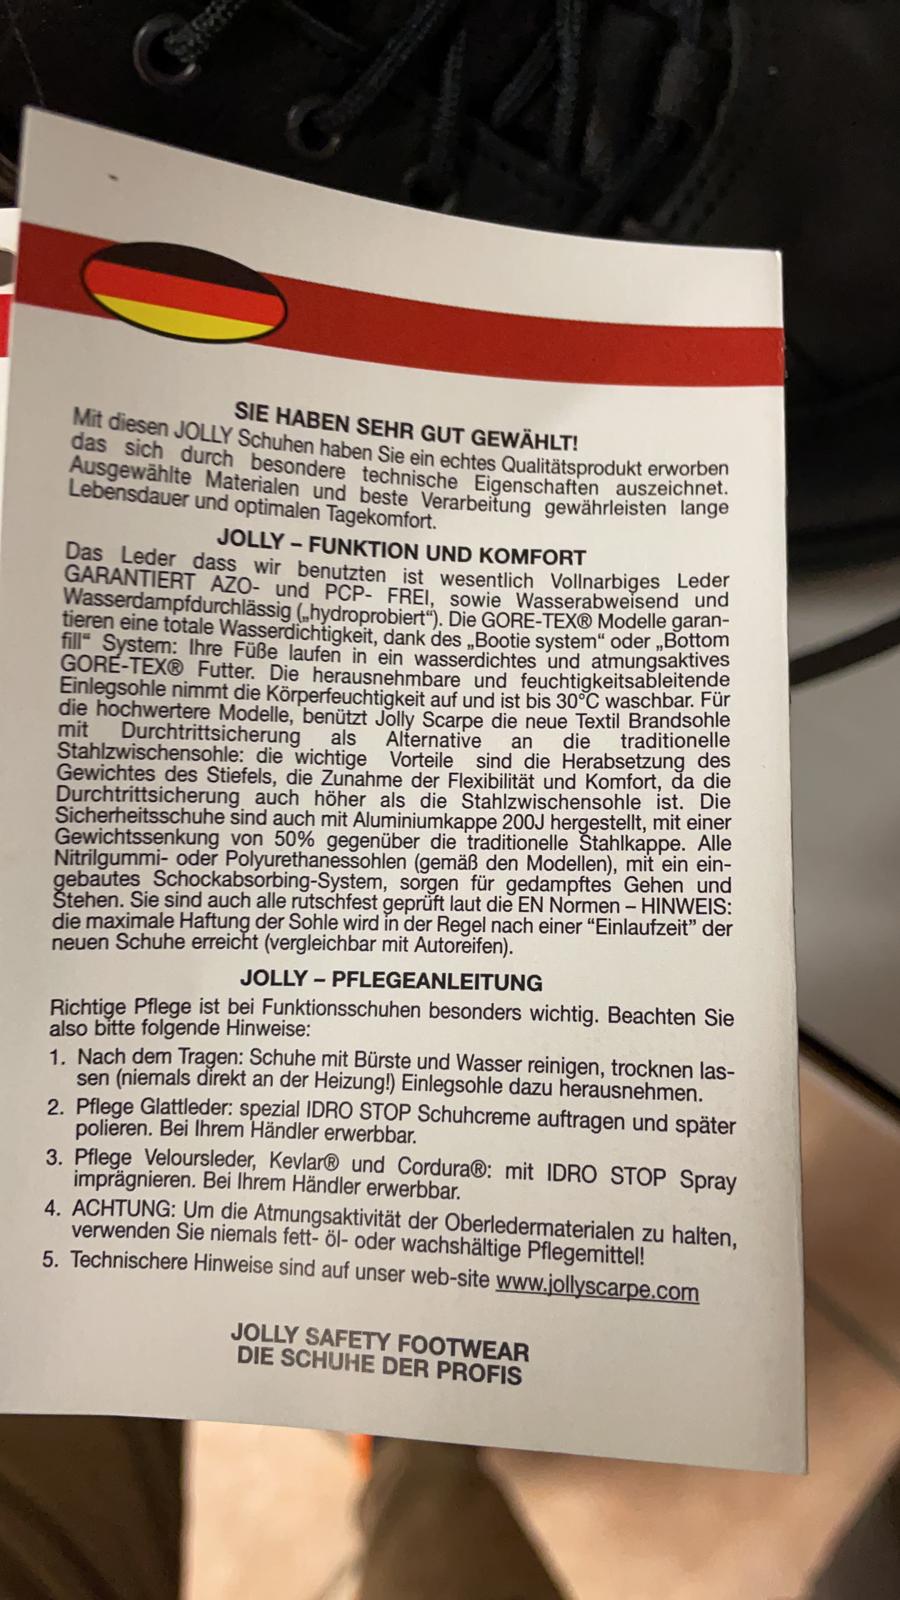 SIE HABEN SEHR GUT GEWÄHLT!
Mit diesen JOLLY Schuhen haben Sie ein echtes Qualitätsprodukt erworben
das sich durch besondere technische Eigenschaften auszeichnet.
Ausgewählte Materialen und beste Verarbeitung gewährleisten lange
Lebensdauer und optimalen Tagekomfort.
JOLLY – FUNKTION UND KOMFORT
Das Leder dass wir benutzten ist wesentlich Vollnarbiges Leder
GARANTIERT AZO- und PCP- FREI, sowie Wasserabweisend und
Wasserdampfdurchlässig („hydroprobiert“). Die GORE-TEX® Modelle garan-
tieren eine totale Wasserdichtigkeit, dank des „Bootie system“ oder „Bottom
fill“ System: Ihre Füße laufen in ein wasserdichtes und atmungsaktives
GORE-TEX® Futter. Die herausnehmbare und feuchtigkeitsableitende
Einlegsohle nimmt die Körperfeuchtigkeit auf und ist bis 30°C waschbar. Für
die hochwertere Modelle, benützt Jolly Scarpe die neue Textil Brandsohle
mit Durchtrittsicherung als Alternative an die traditionelle
Stahlzwischensohle: die wichtige Vorteile sind die Herabsetzung des
Gewichtes des Stiefels, die Zunahme der Flexibilität und Komfort, da die
Durchtrittsicherung auch höher als die Stahlzwischensohle ist. Die
Sicherheitsschuhe sind auch mit Aluminiumkappe 200J hergestellt, mit einer
Gewichtssenkung von 50% gegenüber die traditionelle Stahlkappe. Alle
Nitrilgummi- oder Polyurethanessohlen (gemäß den Modellen), mit ein ein-
gebautes Schockabsorbing-System, sorgen für gedampftes Gehen und
Stehen. Sie sind auch alle rutschfest geprüft laut die EN Normen – HINWEIS:
die maximale Haftung der Sohle wird in der Regel nach einer “Einlaufzeit” der
neuen Schuhe erreicht (vergleichbar mit Autoreifen).
JOLLY – PFLEGEANLEITUNG
Richtige Pflege ist bei Funktionsschuhen besonders wichtig. Beachten Sie
also bitte folgende Hinweise:
1. Nach dem Tragen: Schuhe mit Bürste und Wasser reinigen, trocknen las-
sen (niemals direkt an der Heizung!) Einlegsohle dazu herausnehmen.
2. Pflege Glattleder: spezial IDRO STOP Schuhcreme auftragen und später
polieren. Bei Ihrem Händler erwerbbar.
3. Pflege Veloursleder, Kevlar® und Cordura®: mit IDRO STOP Spray
imprägnieren. Bei Ihrem Händler erwerbbar.
4. ACHTUNG: Um die Atmungsaktivität der Oberledermaterialen zu halten,
verwenden Sie niemals fett- öl- oder wachshältige Pflegemittel!
5. Technischere Hinweise sind auf unser web-site www.jollyscarpe.com
JOLLY SAFETY FOOTWEAR
DIE SCHUHE DER PROFIS